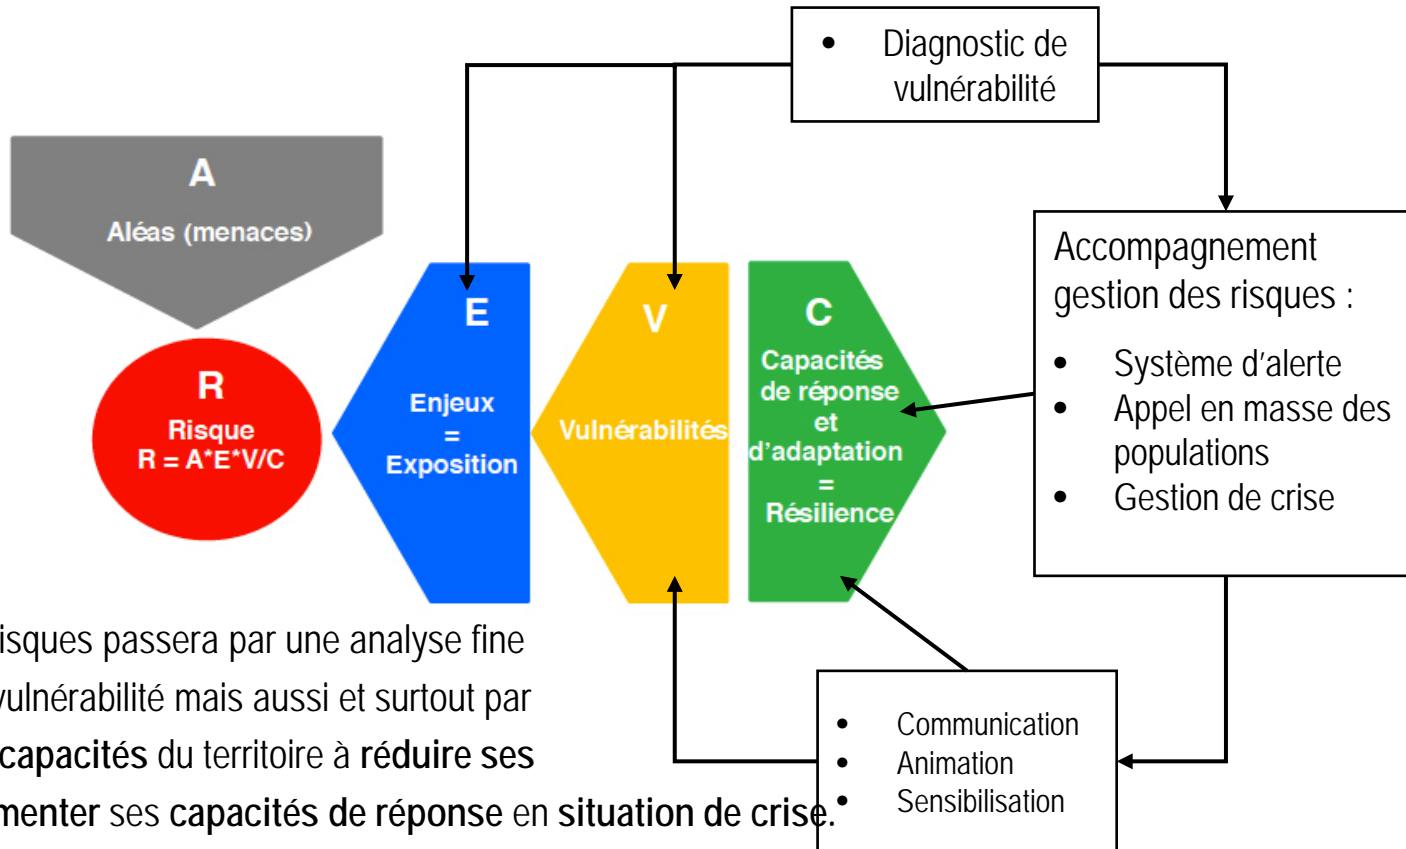 • Diagnostic de
vulnérabilité
A
Aléas (menaces)
R
Risque
R = A*E*V/C
E
Enjeux
=
Exposition
V
Vulnérabilités
C
Capacités
de réponse
et
d'adaptation
=
Résilience
Accompagnement
gestion des risques :
• Système d'alerte
• Appel en masse des
populations
• Gestion de crise
isques passera par une analyse fine
vulnérabilité mais aussi et surtout par
capacités du territoire à réduire ses
menter ses capacités de réponse en situation de crise.
• Communication
• Animation
• Sensibilisation